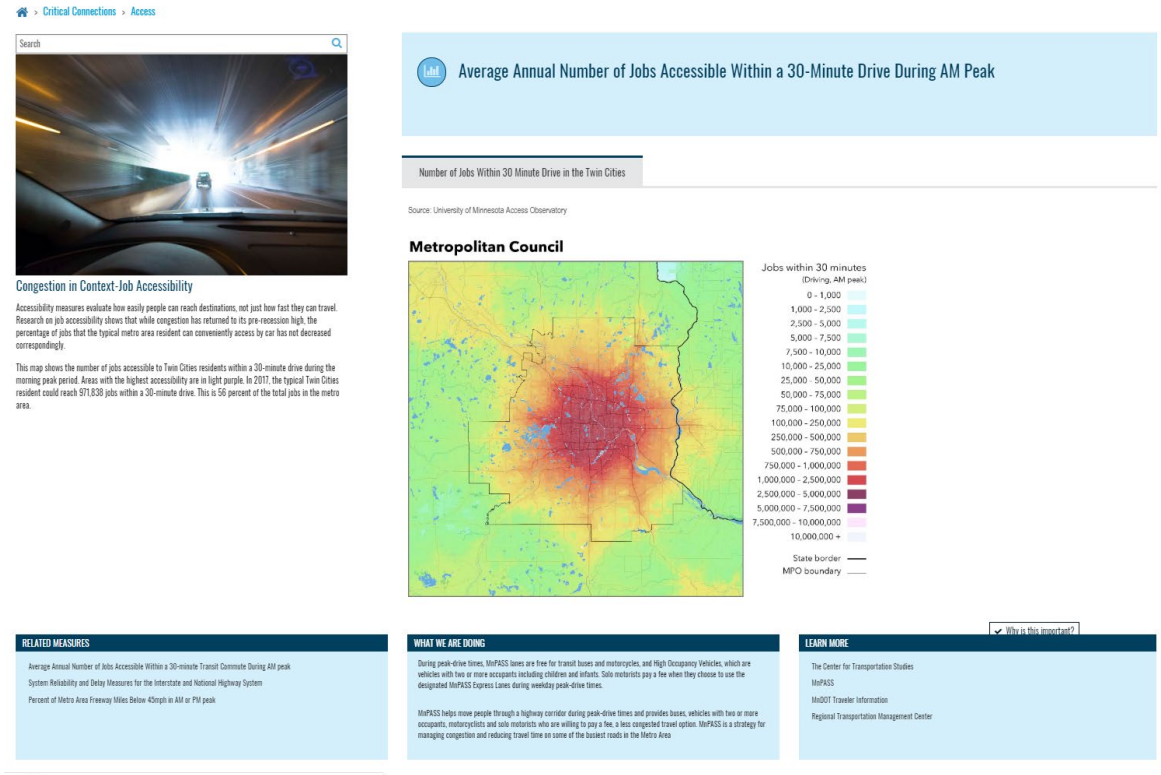 > Critical Connections > Access
Search
Average Annual Number of Jobs Accessible Within a 30-Minute Drive During AM Peak
Number of Jobs Within 30 Minute Drive in the Twin Cities
Source: University of Minnesota Access Observatory
Metropolitan Council
Jobs within 30 minutes
(Driving, AM peak)
0 - 1,000
1,000 - 2,500
2,500 - 5,000
5,000 - 7,500
7,500 - 10,000
10,000 - 25,000
25,000 - 50,000
50,000 - 75,000
75,000 - 100,000
100,000 - 250,000
250,000 - 500,000
500,000 - 750,000
750,000 - 1,000,000
1,000,000 - 2,500,000
2,500,000 - 5,000,000
5,000,000 - 7,500,000
7,500,000 - 10,000,000
10,000,000 +
State border
MPO boundary
Congestion in Context-Job Accessibility
Accessibility measures evaluate how easily people can reach destinations, not just how fast they can travel.
Research on job accessibility shows that while congestion has returned to its pre-recession high, the
percentage of jobs that the typical metro area resident can conveniently access by car has not decreased
correspondingly.
This map shows the number of jobs accessible to Twin Cities residents within a 30-minute drive during the
morning peak period. Areas with the highest accessibility are in light purple. In 2017, the typical Twin Cities
resident could reach 971,838 jobs within a 30-minute drive. This is 56 percent of the total jobs in the metro
area.
Why is this important?
RELATED MEASURES
Average Annual Number of Jobs Accessible Within a 30-minute Transit Commute During AM peak
System Reliability and Delay Measures for the Interstate and National Highway System
Percent of Metro Area Freeway Miles Below 45mph in AM or PM peak
WHAT WE ARE DOING
During peak-drive times, MnPASS lanes are free for transit buses and motorcycles, and High Occupancy Vehicles, which are
vehicles with two or more occupants including children and infants. Solo motorists pay a fee when they choose to use the
designated MnPASS Express Lanes during weekday peak-drive times.
MnPASS helps move people through a highway corridor during peak-drive times and provides buses, vehicles with two or more
occupants, motorcyclists and solo motorists who are willing to pay a fee, a less congested travel option. MnPASS is a strategy for
managing congestion and reducing travel time on some of the busiest roads in the Metro Area
LEARN MORE
The Center for Transportation Studies
MnPASS
MnDOT Traveler Information
Regional Transportation Management Center